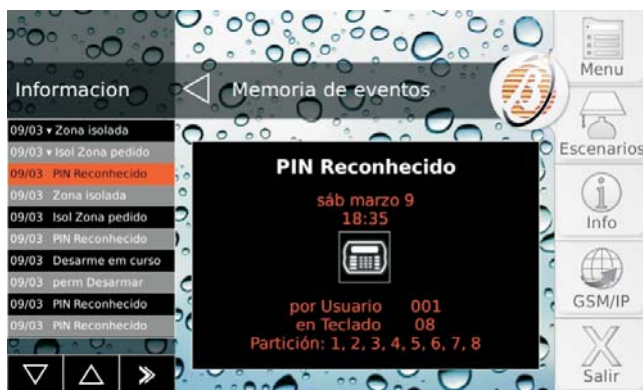 Informacion
Memoria de eventos
09/03 ▾ Zona isolada
09/03 ▾ Isol Zona pedido
09/03 PIN Reconhecido
09/03 Zona isolada
09/03 Isol Zona pedido
09/03 PIN Reconhecido
09/03 Desarme em curso
09/03 perm Desarmar
09/03 PIN Reconhecido
09/03 PIN Reconhecido
PIN Reconhecido
sáb marzo 9
18:35
por Usuario 001
en Teclado 08
Partición: 1, 2, 3, 4, 5, 6, 7, 8
Menu
Escenarios
Info
GSM/IP
Salir